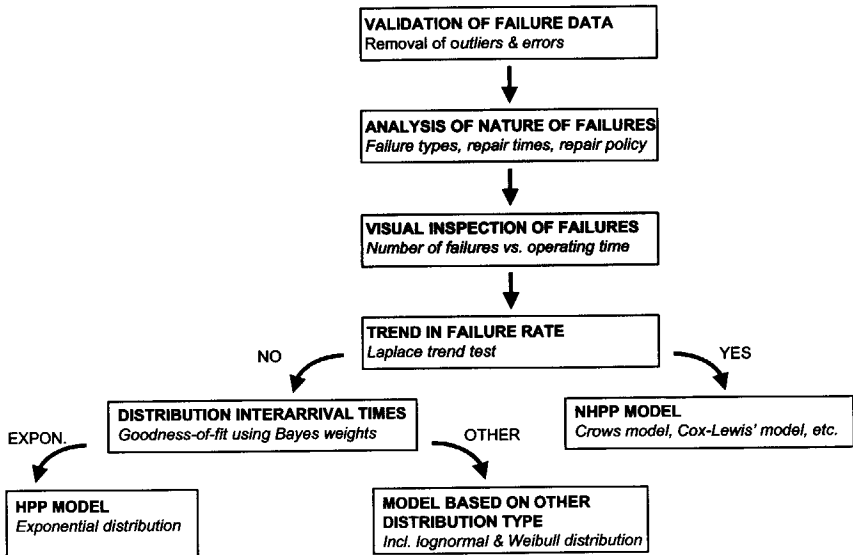 VALIDATION OF FAILURE DATA
Removal of outliers & errors
ANALYSIS OF NATURE OF FAILURES
Failure types, repair times, repair policy
VISUAL INSPECTION OF FAILURES
Number of failures vs. operating time
TREND IN FAILURE RATE
Laplace trend test
NO
YES
DISTRIBUTION INTERARRIVAL TIMES
Goodness-of-fit using Bayes weights
NHPP MODEL
Crows model, Cox-Lewis' model, etc.
EXPON.
OTHER
HPP MODEL
Exponential distribution
MODEL BASED ON OTHER
DISTRIBUTION TYPE
Incl. lognormal & Weibull distribution